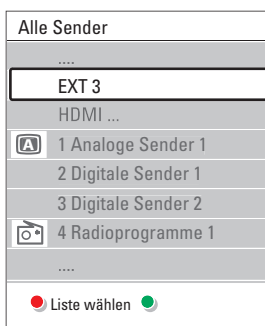 Alle Sender
....
EXT 3
HDMI ...
A 1 Analoge Sender 1
2 Digitale Sender 1
3 Digitale Sender 2
4 Radioprogramme 1
....
Liste wählen